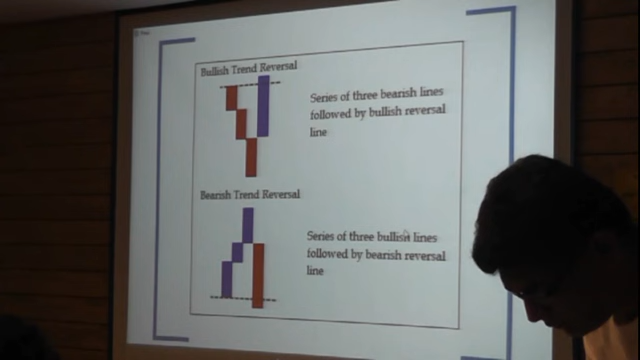 Bullish Trend Reversal
Series of three bearish lines
followed by bullish reversal
line
Bearish Trend Reversal
Series of three bullish lines
followed by bearish reversal
line